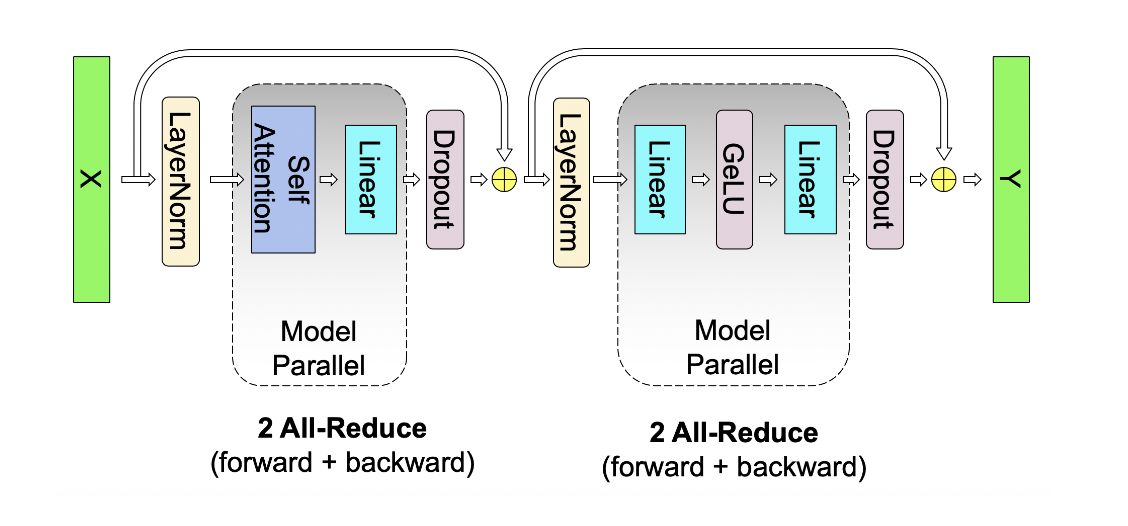 X
LayerNorm
Self
Attention
Linear
Model
Parallel
Dropout
LayerNorm
Linear
GeLU
Linear
Model
Parallel
Dropout
Y
2 All-Reduce
(forward + backward)
2 All-Reduce
(forward + backward)